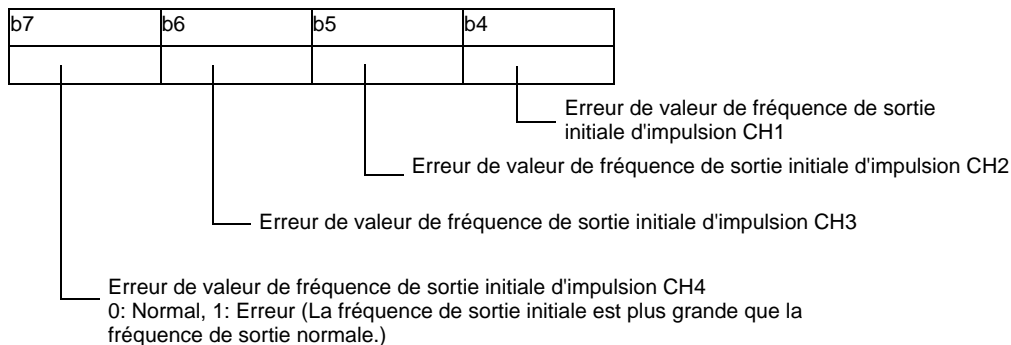 b7 b6 b5 b4
Erreur de valeur de fréquence de sortie
initiale d'impulsion CH1
Erreur de valeur de fréquence de sortie initiale d'impulsion CH2
Erreur de valeur de fréquence de sortie initiale d'impulsion CH3
Erreur de valeur de fréquence de sortie initiale d'impulsion CH4
0: Normal, 1: Erreur (La fréquence de sortie initiale est plus grande que la
fréquence de sortie normale.)